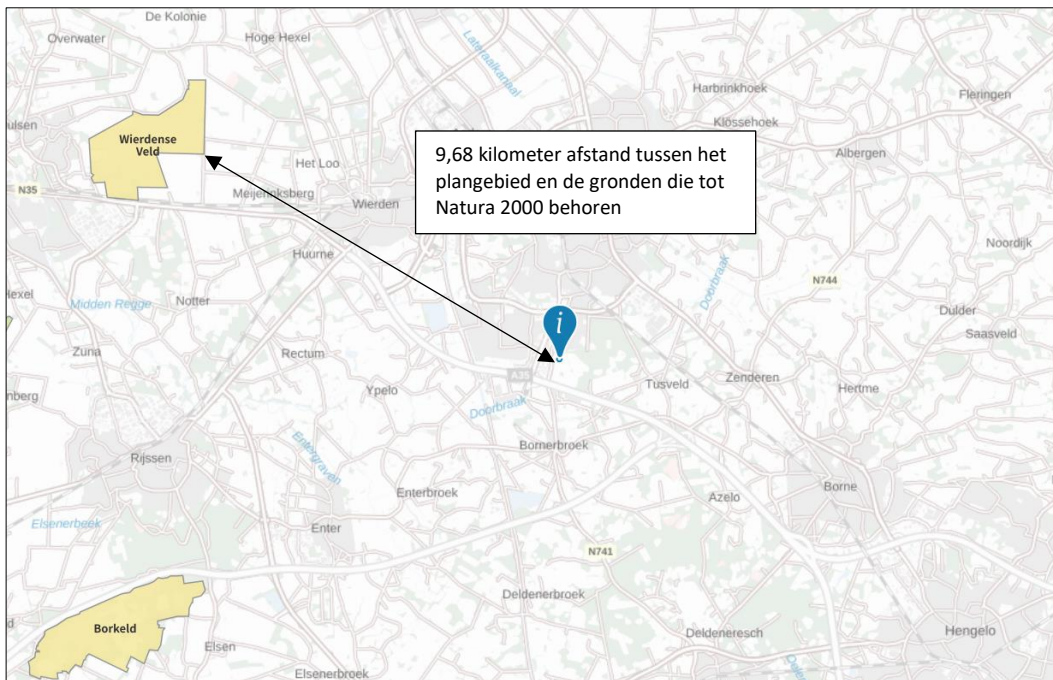 De Kolonie
Overwater
Hoge Hexel
Lateraalkanaal
Harbrinkhoek
Fleringen
Klössehoek
ulsen
Wierdense
Veld
Albergen
Het Loo
N35
Meijerinksberg
Wierden
9,68 kilometer afstand tussen het
plangebied en de gronden die tot
Natura 2000 behoren
Noordijk
Huurne
Doorbraak
N744
Hexel
Midden Regge
Notter
Dulder
Saasveld
i
Zuna
Rectum
A35
Ypelo
Tusveld
Zenderen
Hertme
nberg
Doorbraak
Entergraven
Bornerbroek
Rijssen
Enterbroek
Azelo
Borne
Elsenerbeek
Enter
N741
Deldenerbroek
d
Borkeld
Elsen
Deldeneresch
Hengelo
Elsenerbroek